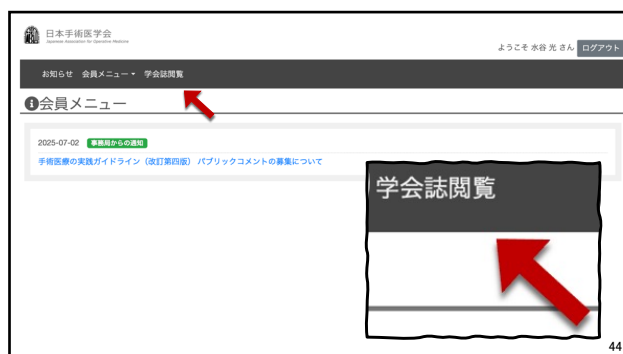 日本手術医学会
Japanese Association for Operative Medicine
ようこそ 水谷 光 さん ログアウト
お知らせ 会員メニュー 学会誌閲覧
会員メニュー
2025-07-02 事務局からの通知
手術医療の実践ガイドライン（改訂第四版） パブリックコメントの募集について
学会誌閲覧
44